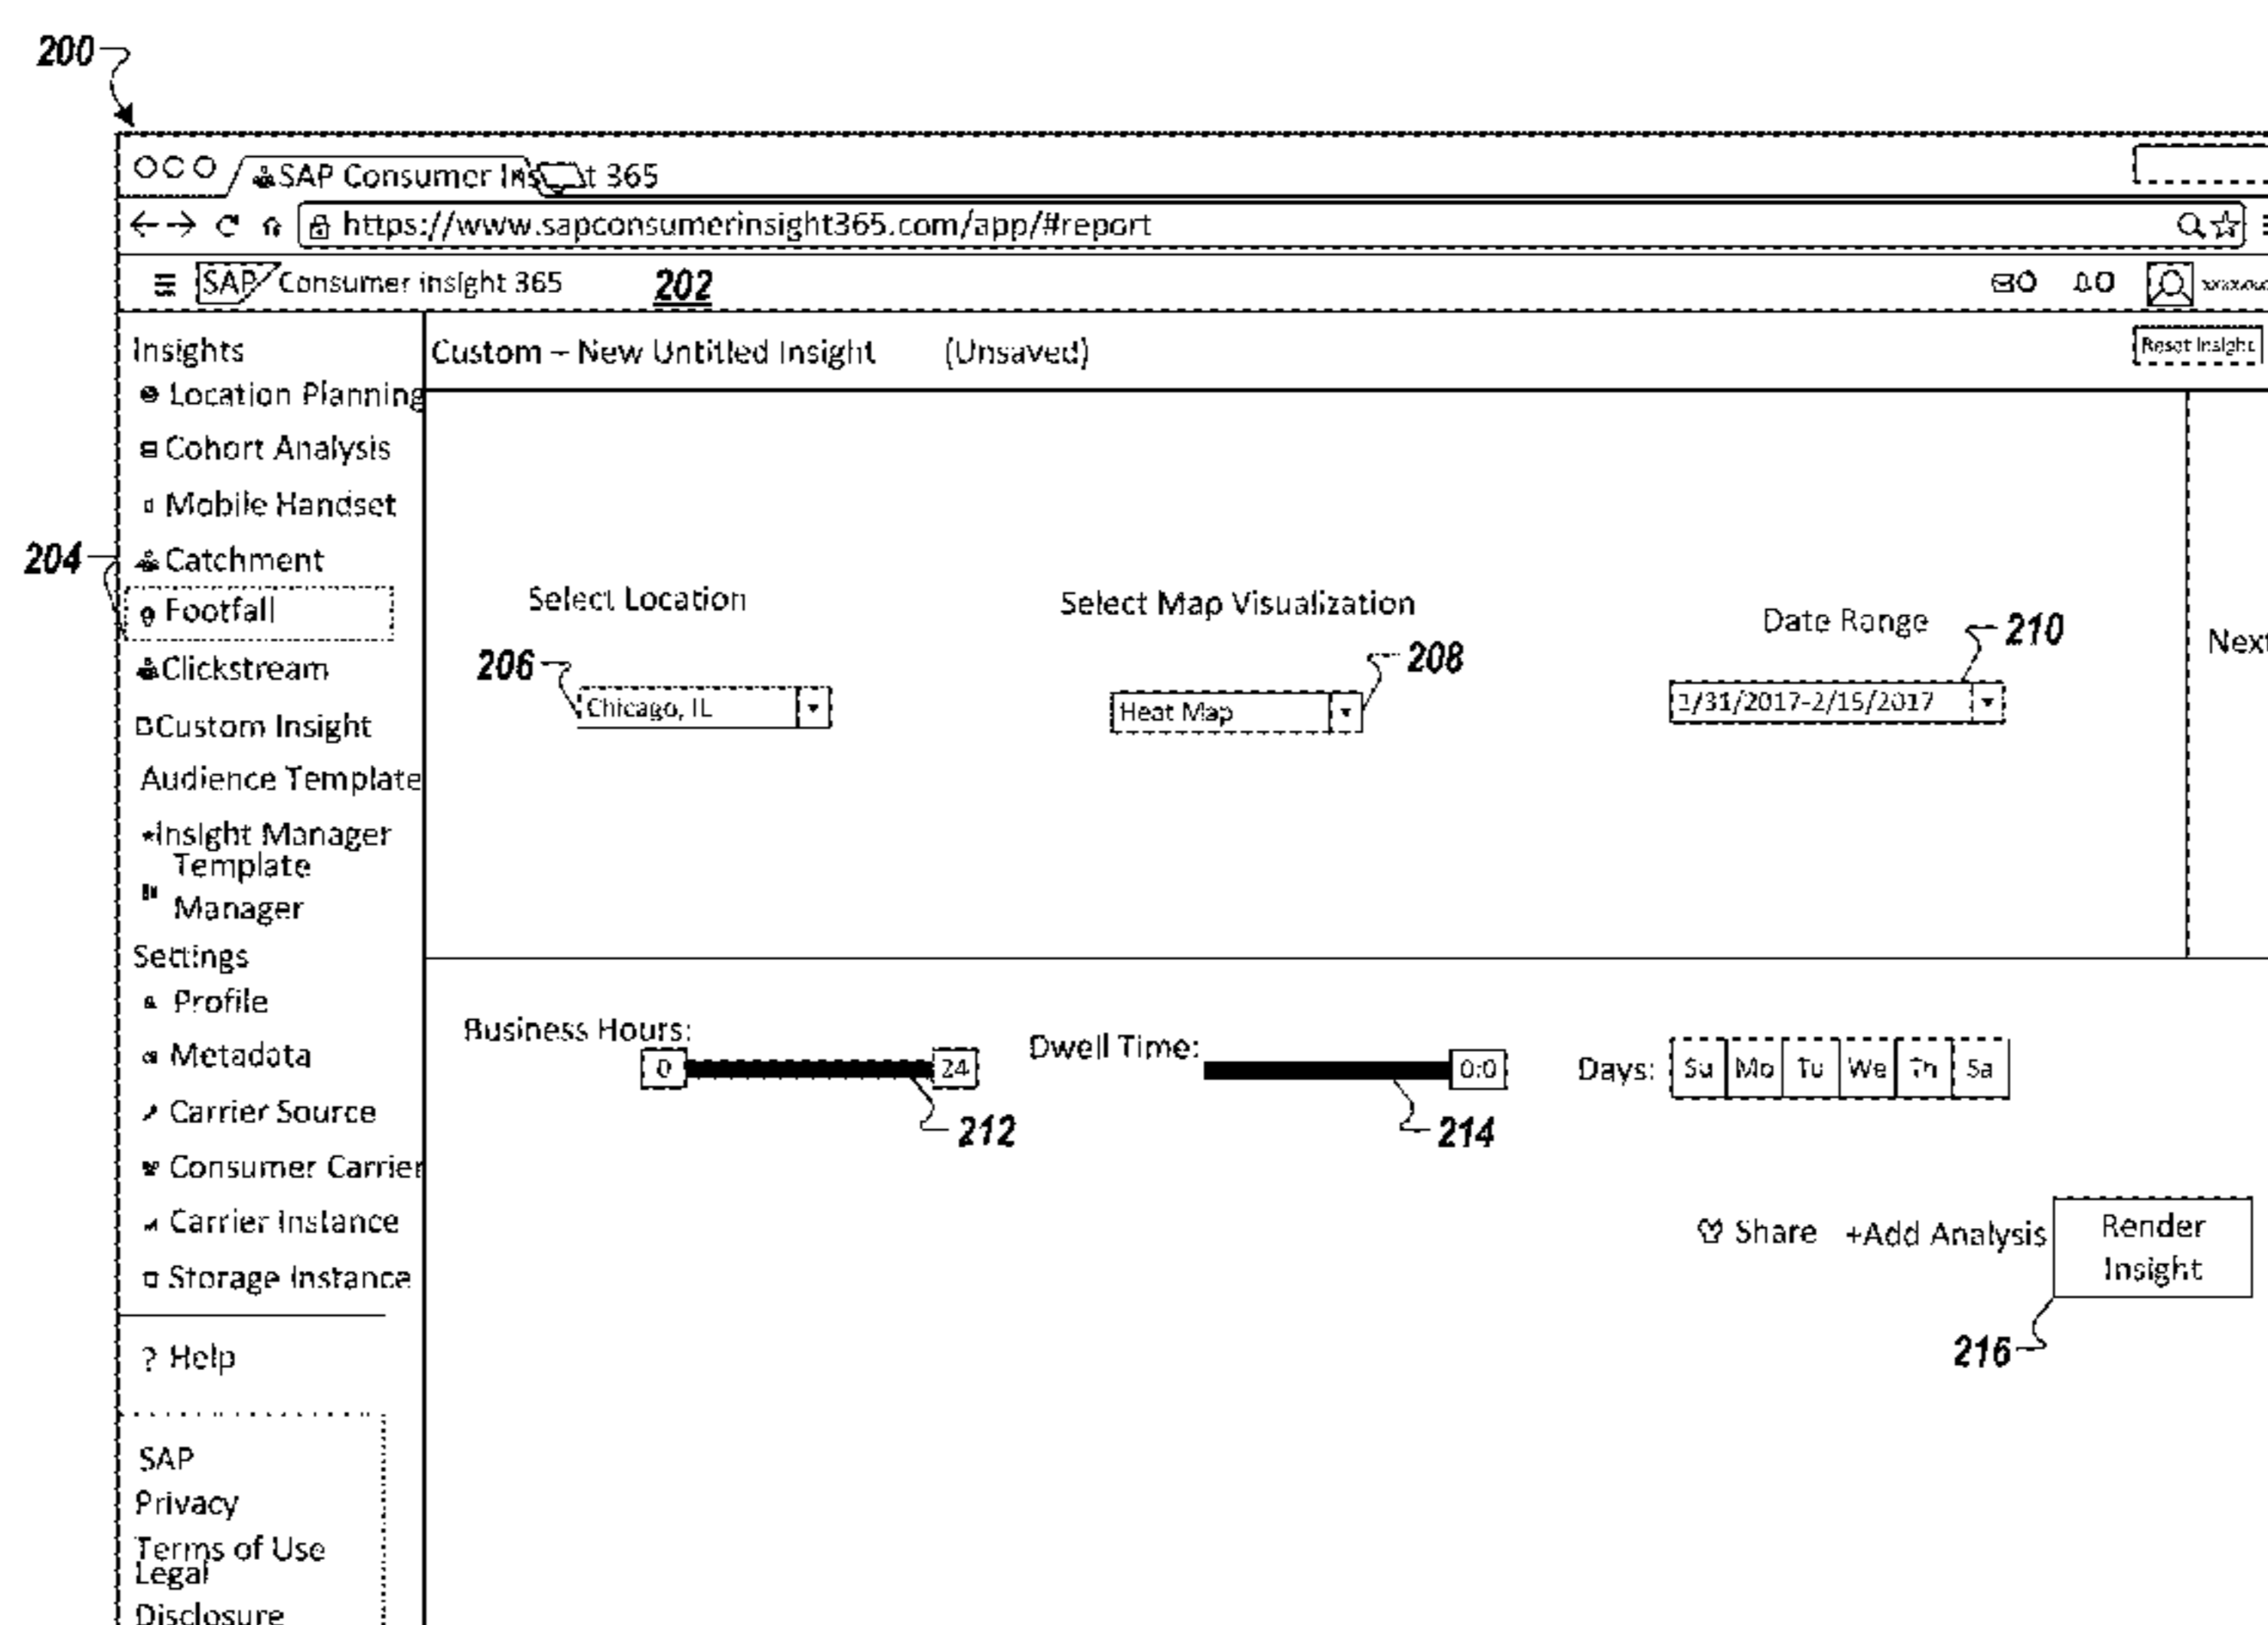 200
SAP Consumer Ins t 365
https://www.sapconsumerinsight365.com/app/#report
SAP Consumer insight 365 202
Insights
Custom – New Untitled Insight (Unsaved)
Reset Insight
Location Planning
Cohort Analysis
Mobile Handset
204
Catchment
Footfall
Clickstream
Custom Insight
Audience Template
Insight Manager
Template
Manager
Settings
Profile
Metadata
Carrier Source
Consumer Carrier
Carrier Instance
Storage Instance
? Help
SAP
Privacy
Terms of Use
Legal
Disclosure
Select Location
206
Chicago, IL
Select Map Visualization
208
Heat Map
Date Range
210
1/31/2017-2/15/2017
Next
Business Hours:
0 24
212
Dwell Time:
0:0
214
Days: Su Mo Tu We Th Sa
Share +Add Analysis
Render
Insight
216